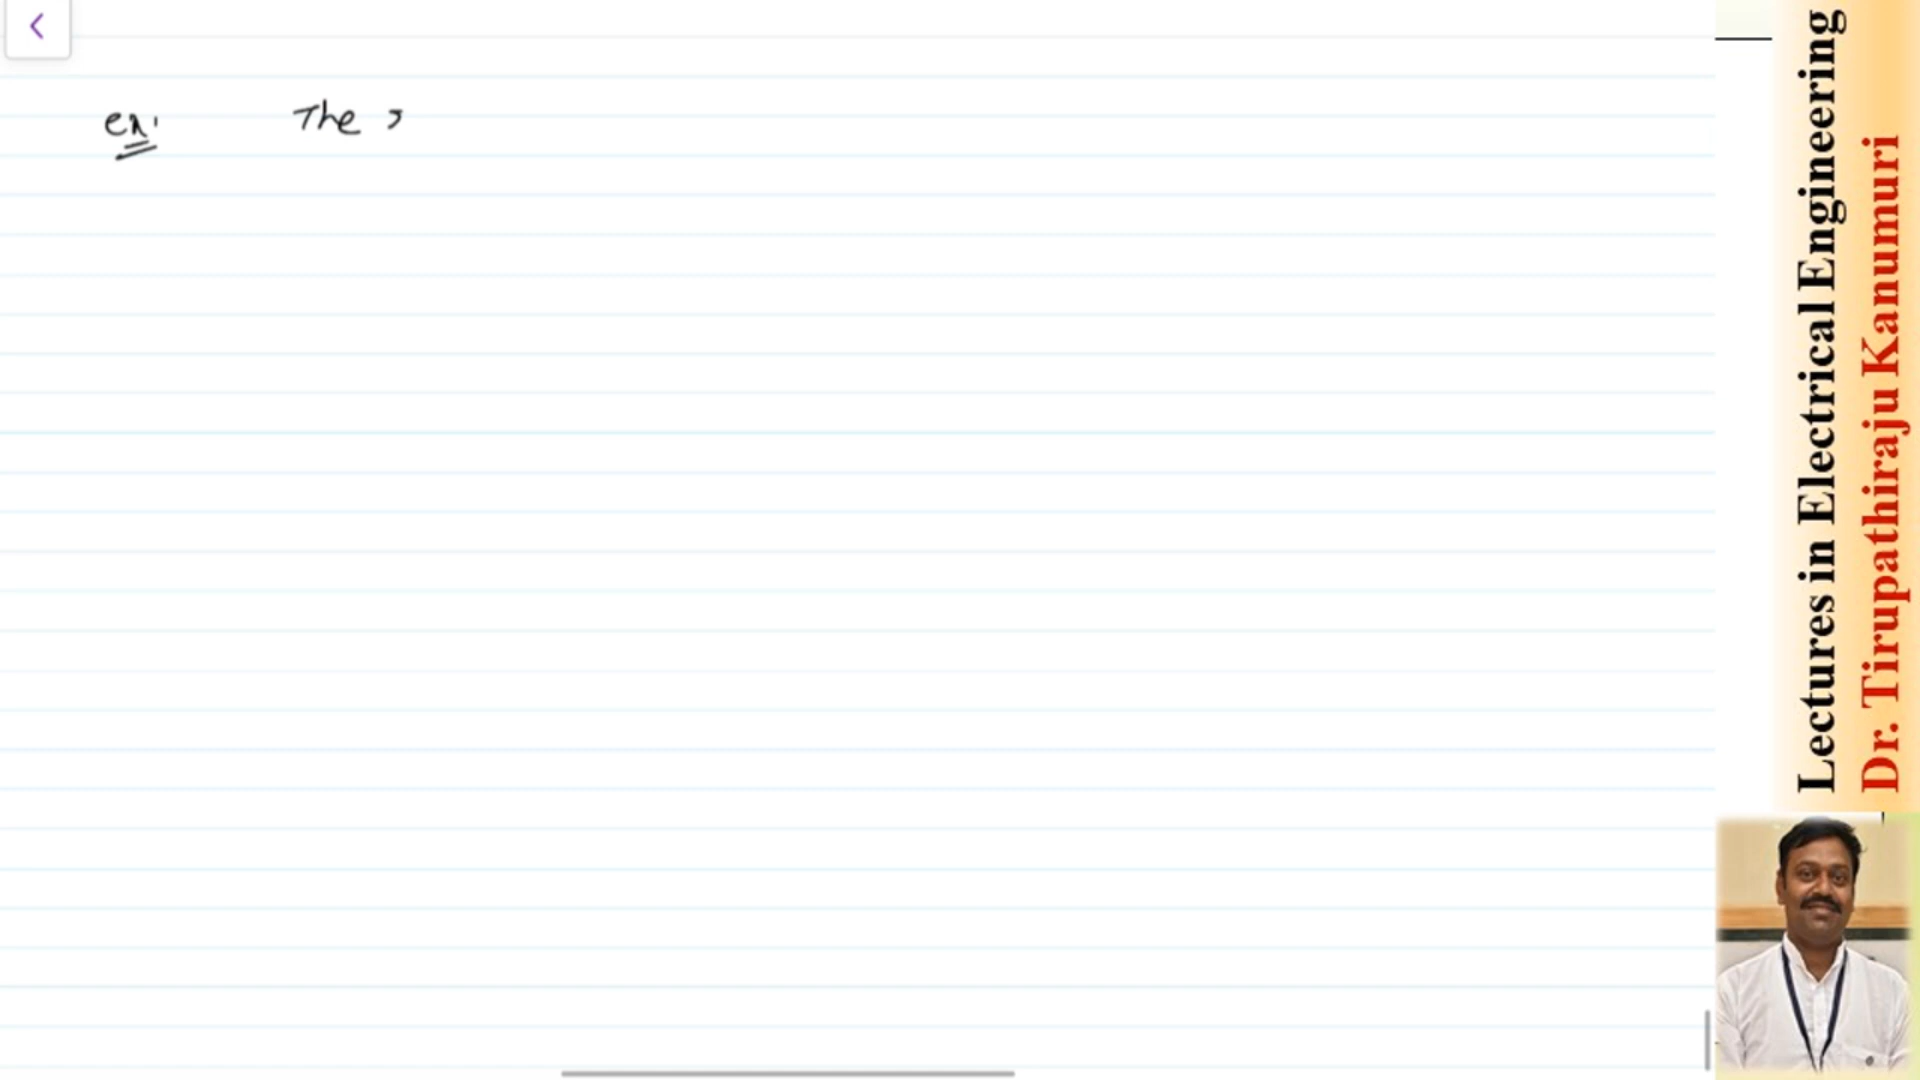 ex:
The
Lectures in Electrical Engineering
Dr. Tirupathiraju Kanumuri